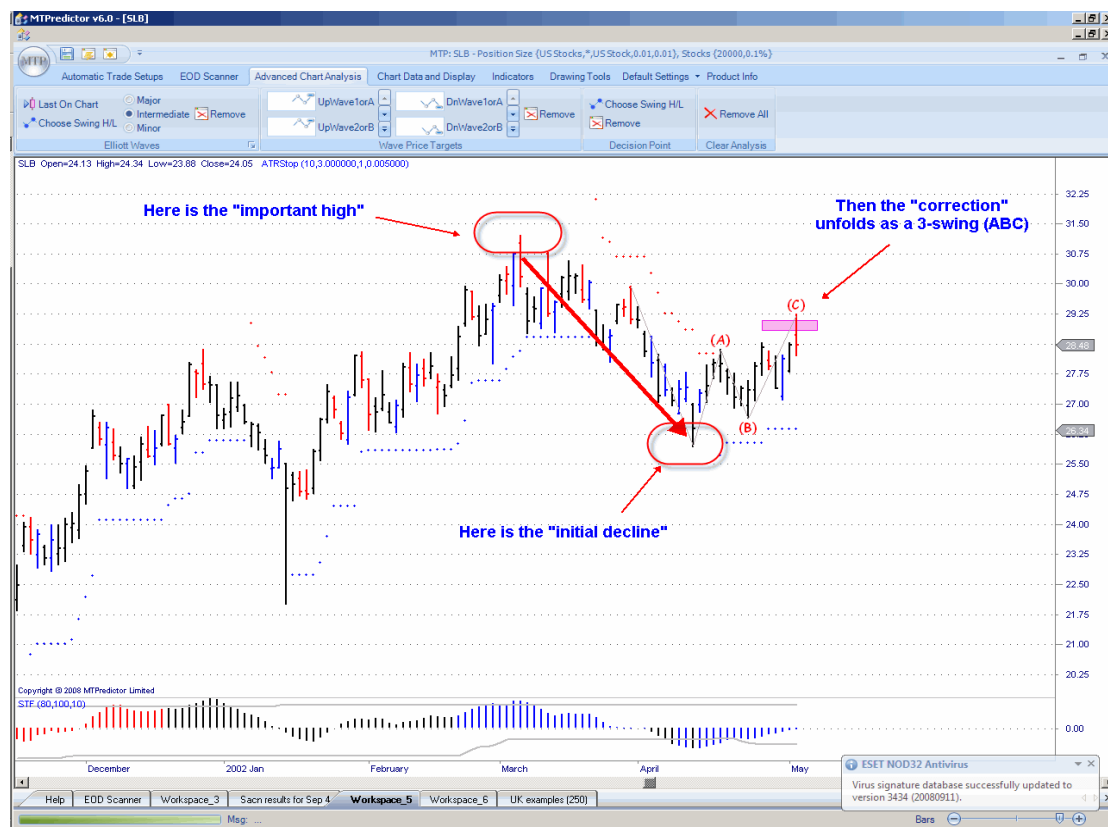 MTPredictor v6.0 - [SLB]
MTP
MTP: SLB - Position Size {US Stocks,*,US Stock,0.01,0.01}, Stocks {20000,0.1%}
Automatic Trade Setups EOD Scanner Advanced Chart Analysis Chart Data and Display Indicators Drawing Tools Default Settings Product Info
Last On Chart
Choose Swing H/L
Major
Intermediate
Minor
Remove
Elliott Waves
UpWave1orA
UpWave2orB
DnWave1orA
DnWave2orB
Remove
Wave Price Targets
Choose Swing H/L
Remove
Decision Point
Remove All
Clear Analysis
SLB Open=24.13 High=24.34 Low=23.88 Close=24.05 ATRStop (10,3.000000,1,0.005000)
Here is the "important high"
Then the "correction"
unfolds as a 3-swing (ABC)
(A)
(B)
(C)
Here is the "initial decline"
32.25
31.50
30.75
30.00
29.25
28.48
27.75
27.00
26.34
25.50
24.75
24.00
23.25
22.50
21.75
21.00
20.25
Copyright © 2008 MTPredictor Limited
STF (80,100,10)
0.00
December 2002 Jan February March April May
ESET NOD32 Antivirus
Virus signature database successfully updated to
version 3434 (20080911).
Help EOD Scanner Workspace_3 Sacn results for Sep 4 Workspace_5 Workspace_6 UK examples (250)
Msg: ...
Bars